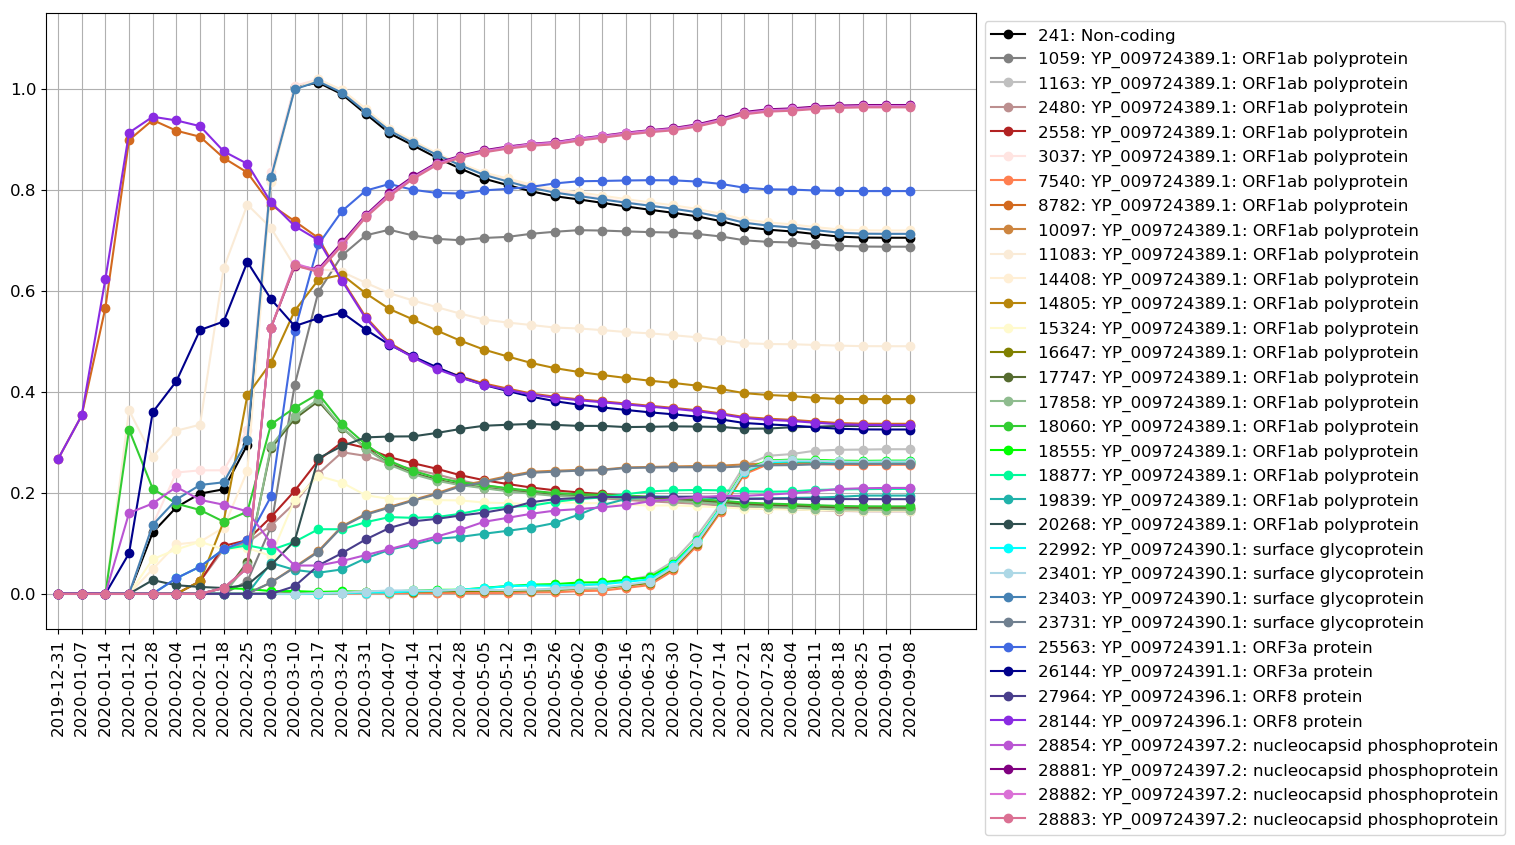 1.0
0.8
0.6
0.4
0.2
0.0
2019-12-31
2020-01-07
2020-01-14
2020-01-21
2020-01-28
2020-02-04
2020-02-11
2020-02-18
2020-02-25
2020-03-03
2020-03-10
2020-03-17
2020-03-24
2020-03-31
2020-04-07
2020-04-14
2020-04-21
2020-04-28
2020-05-05
2020-05-12
2020-05-19
2020-05-26
2020-06-02
2020-06-09
2020-06-16
2020-06-23
2020-06-30
2020-07-07
2020-07-14
2020-07-21
2020-07-28
2020-08-04
2020-08-11
2020-08-18
2020-09-01
2020-09-08
241: Non-coding
1059: YP_009724389.1: ORF1ab polyprotein
1163: YP_009724389.1: ORF1ab polyprotein
2480: YP_009724389.1: ORF1ab polyprotein
2558: YP_009724389.1: ORF1ab polyprotein
3037: YP_009724389.1: ORF1ab polyprotein
7540: YP_009724389.1: ORF1ab polyprotein
8782: YP_009724389.1: ORF1ab polyprotein
10097: YP_009724389.1: ORF1ab polyprotein
11083: YP_009724389.1: ORF1ab polyprotein
14408: YP_009724389.1: ORF1ab polyprotein
14805: YP_009724389.1: ORF1ab polyprotein
15324: YP_009724389.1: ORF1ab polyprotein
16647: YP_009724389.1: ORF1ab polyprotein
17747: YP_009724389.1: ORF1ab polyprotein
17858: YP_009724389.1: ORF1ab polyprotein
18060: YP_009724389.1: ORF1ab polyprotein
18555: YP_009724389.1: ORF1ab polyprotein
18877: YP_009724389.1: ORF1ab polyprotein
19839: YP_009724389.1: ORF1ab polyprotein
20268: YP_009724389.1: ORF1ab polyprotein
22992: YP_009724390.1: surface glycoprotein
23401: YP_009724390.1: surface glycoprotein
23403: YP_009724390.1: surface glycoprotein
23731: YP_009724390.1: surface glycoprotein
25563: YP_009724391.1: ORF3a protein
26144: YP_009724391.1: ORF3a protein
27964: YP_009724396.1: ORF8 protein
28144: YP_009724396.1: ORF8 protein
28854: YP_009724397.2: nucleocapsid phosphoprotein
28881: YP_009724397.2: nucleocapsid phosphoprotein
28882: YP_009724397.2: nucleocapsid phosphoprotein
28883: YP_009724397.2: nucleocapsid phosphoprotein